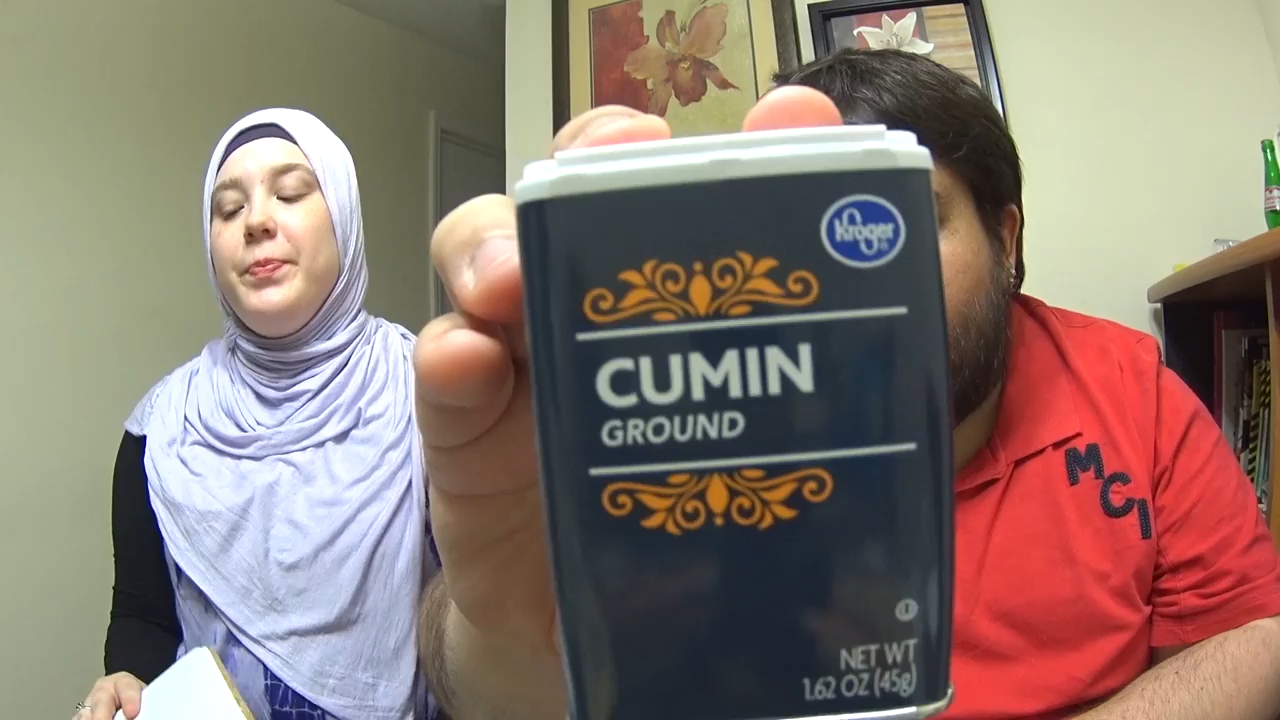 Kroger
CUMIN
GROUND
NET WT
1.62 OZ (45g)
MCI